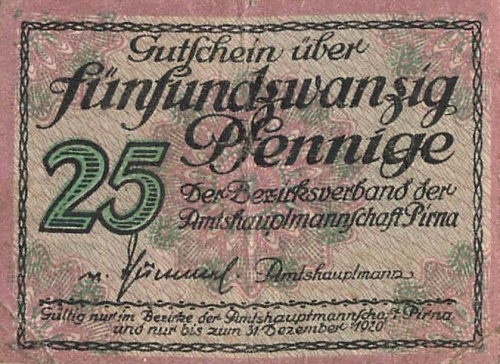 Gutschein über
fünfundzwanzig
Pfennige
25
Der Bezirksverband der
Amtshauptmannschaft Pirna
v. Hümmel. Amtshauptmann
Gültig nur im Bezirke der Amtshauptmannschaft Pirna
und nur bis zum 31 Dezember 1920